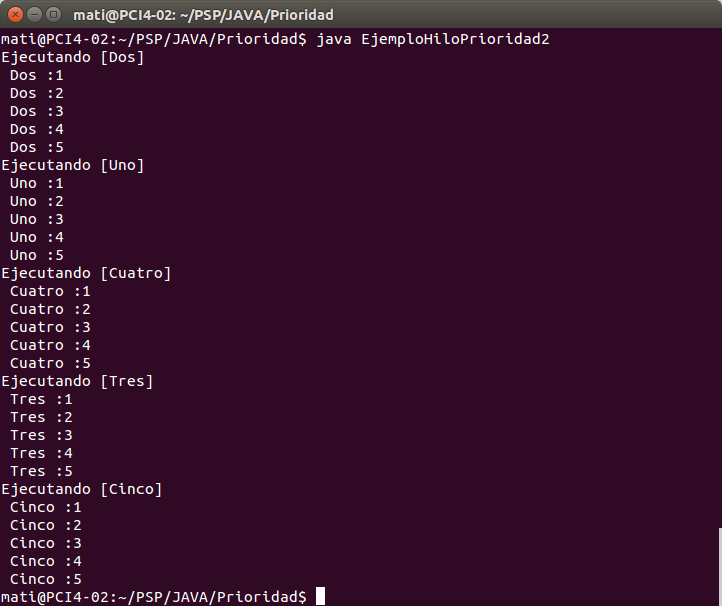 mati@PCI4-02: ~/PSP/JAVA/Prioridad
mati@PCI4-02:~/PSP/JAVA/Prioridad$ java EjemploHiloPrioridad2
Ejecutando [Dos]
 Dos :1
 Dos :2
 Dos :3
 Dos :4
 Dos :5
Ejecutando [Uno]
 Uno :1
 Uno :2
 Uno :3
 Uno :4
 Uno :5
Ejecutando [Cuatro]
 Cuatro :1
 Cuatro :2
 Cuatro :3
 Cuatro :4
 Cuatro :5
Ejecutando [Tres]
 Tres :1
 Tres :2
 Tres :3
 Tres :4
 Tres :5
Ejecutando [Cinco]
 Cinco :1
 Cinco :2
 Cinco :3
 Cinco :4
 Cinco :5
mati@PCI4-02:~/PSP/JAVA/Prioridad$